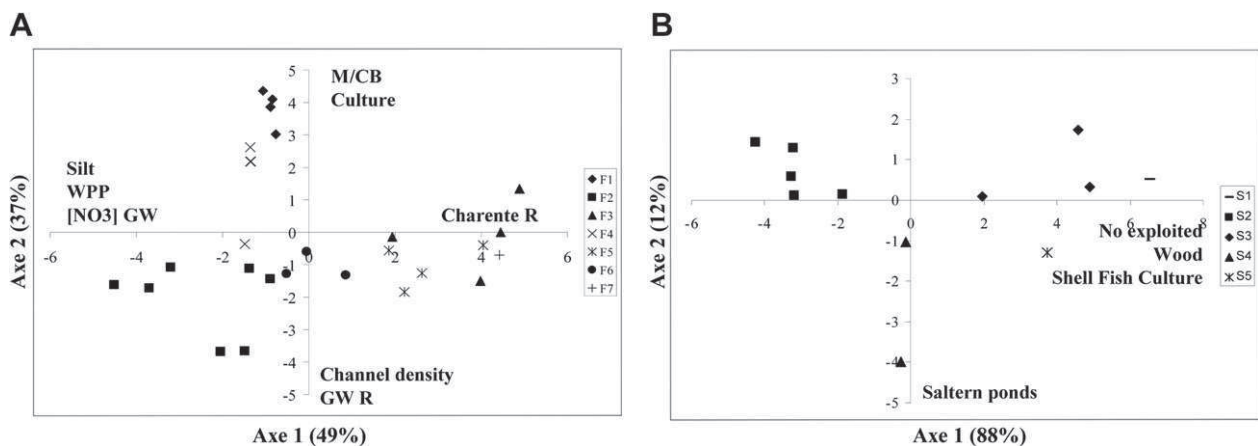 A
Axe 2 (37%)
5
4
3
2
1
0
-1
-2
-3
-4
-5
-6
-4
-2
0
2
4
6
M/CB
Culture
Silt
WPP
[NO3] GW
Charente R
Channel density
GW R
F1
F2
F3
F4
F5
F6
F7
Axe 1 (49%)
B
Axe 2 (12%)
3
2
1
0
-1
-2
-3
-4
-5
-6
-4
-2
0
2
4
6
8
No exploited
Wood
Shell Fish Culture
Saltern ponds
S1
S2
S3
S4
S5
Axe 1 (88%)